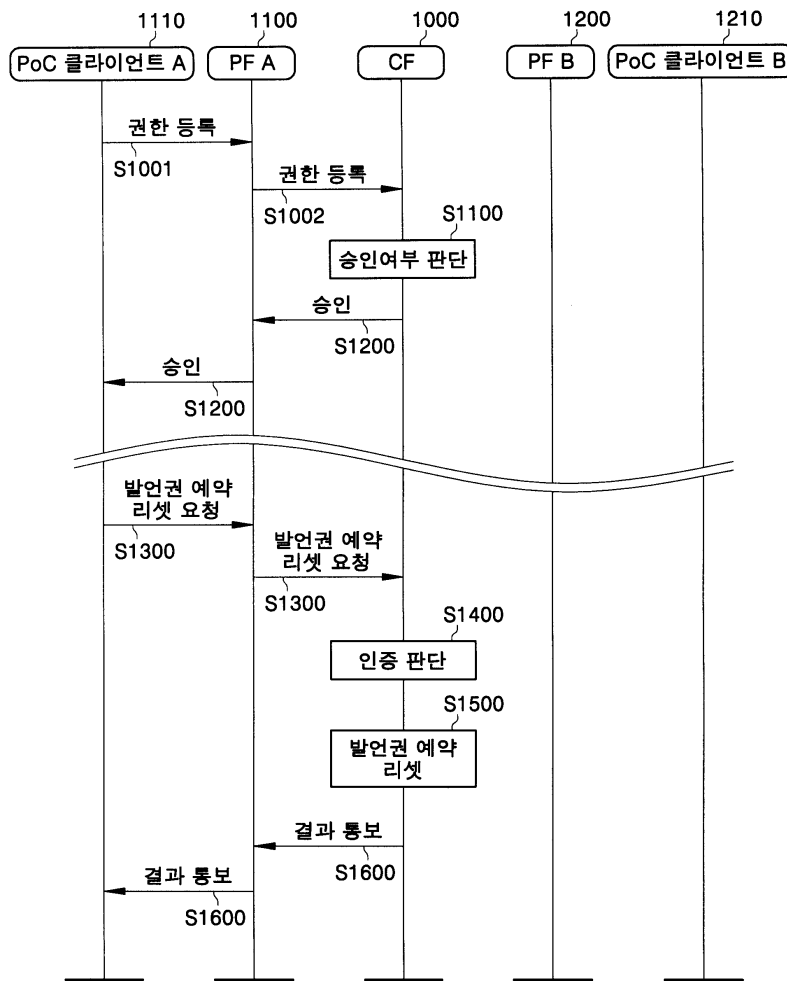 1110
1100
1000
1200
1210
PoC 클라이언트 A
PF A
CF
PF B
PoC 클라이언트 B
권한 등록
S1001
권한 등록
S1002
S1100
승인여부 판단
승인
S1200
승인
S1200
발언권 예약
리셋 요청
S1300
발언권 예약
리셋 요청
S1300
S1400
인증 판단
S1500
발언권 예약
리셋
결과 통보
S1600
결과 통보
S1600